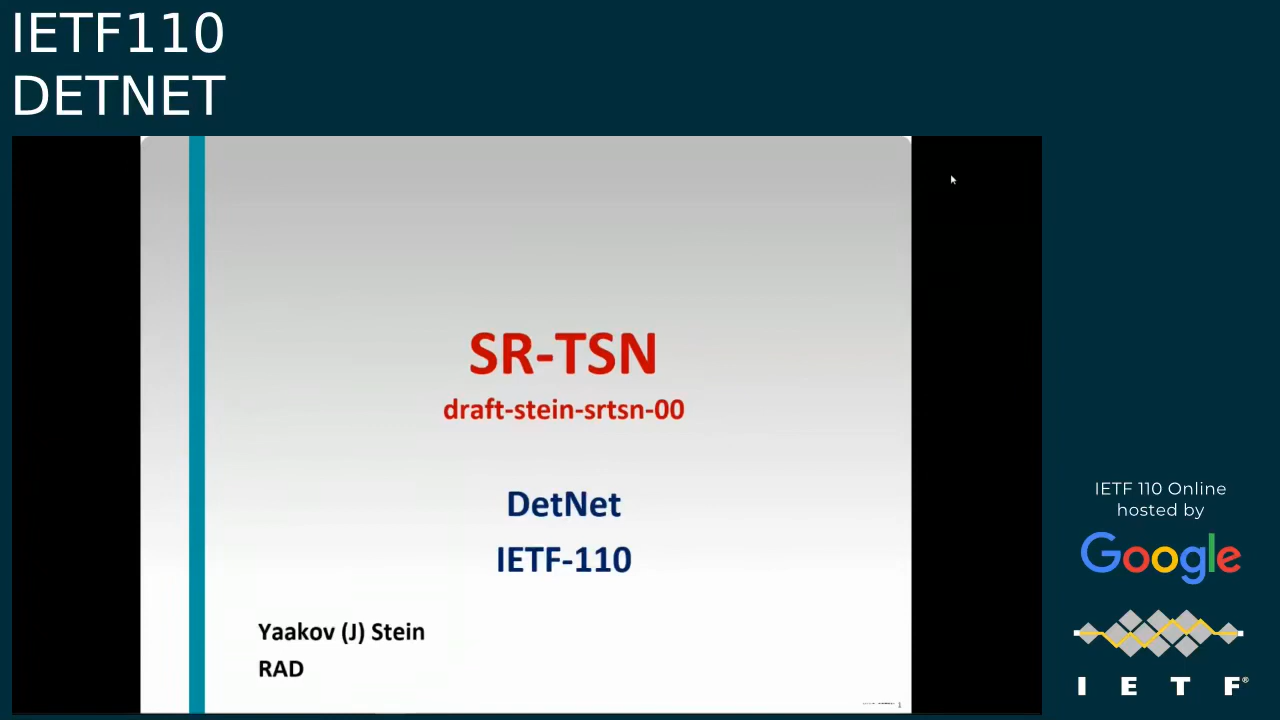 IETF110
DETNET
SR-TSN
draft-stein-srtsn-00
DetNet
IETF-110
Yaakov (J) Stein
RAD
1
IETF 110 Online
hosted by
Google
I E T F®